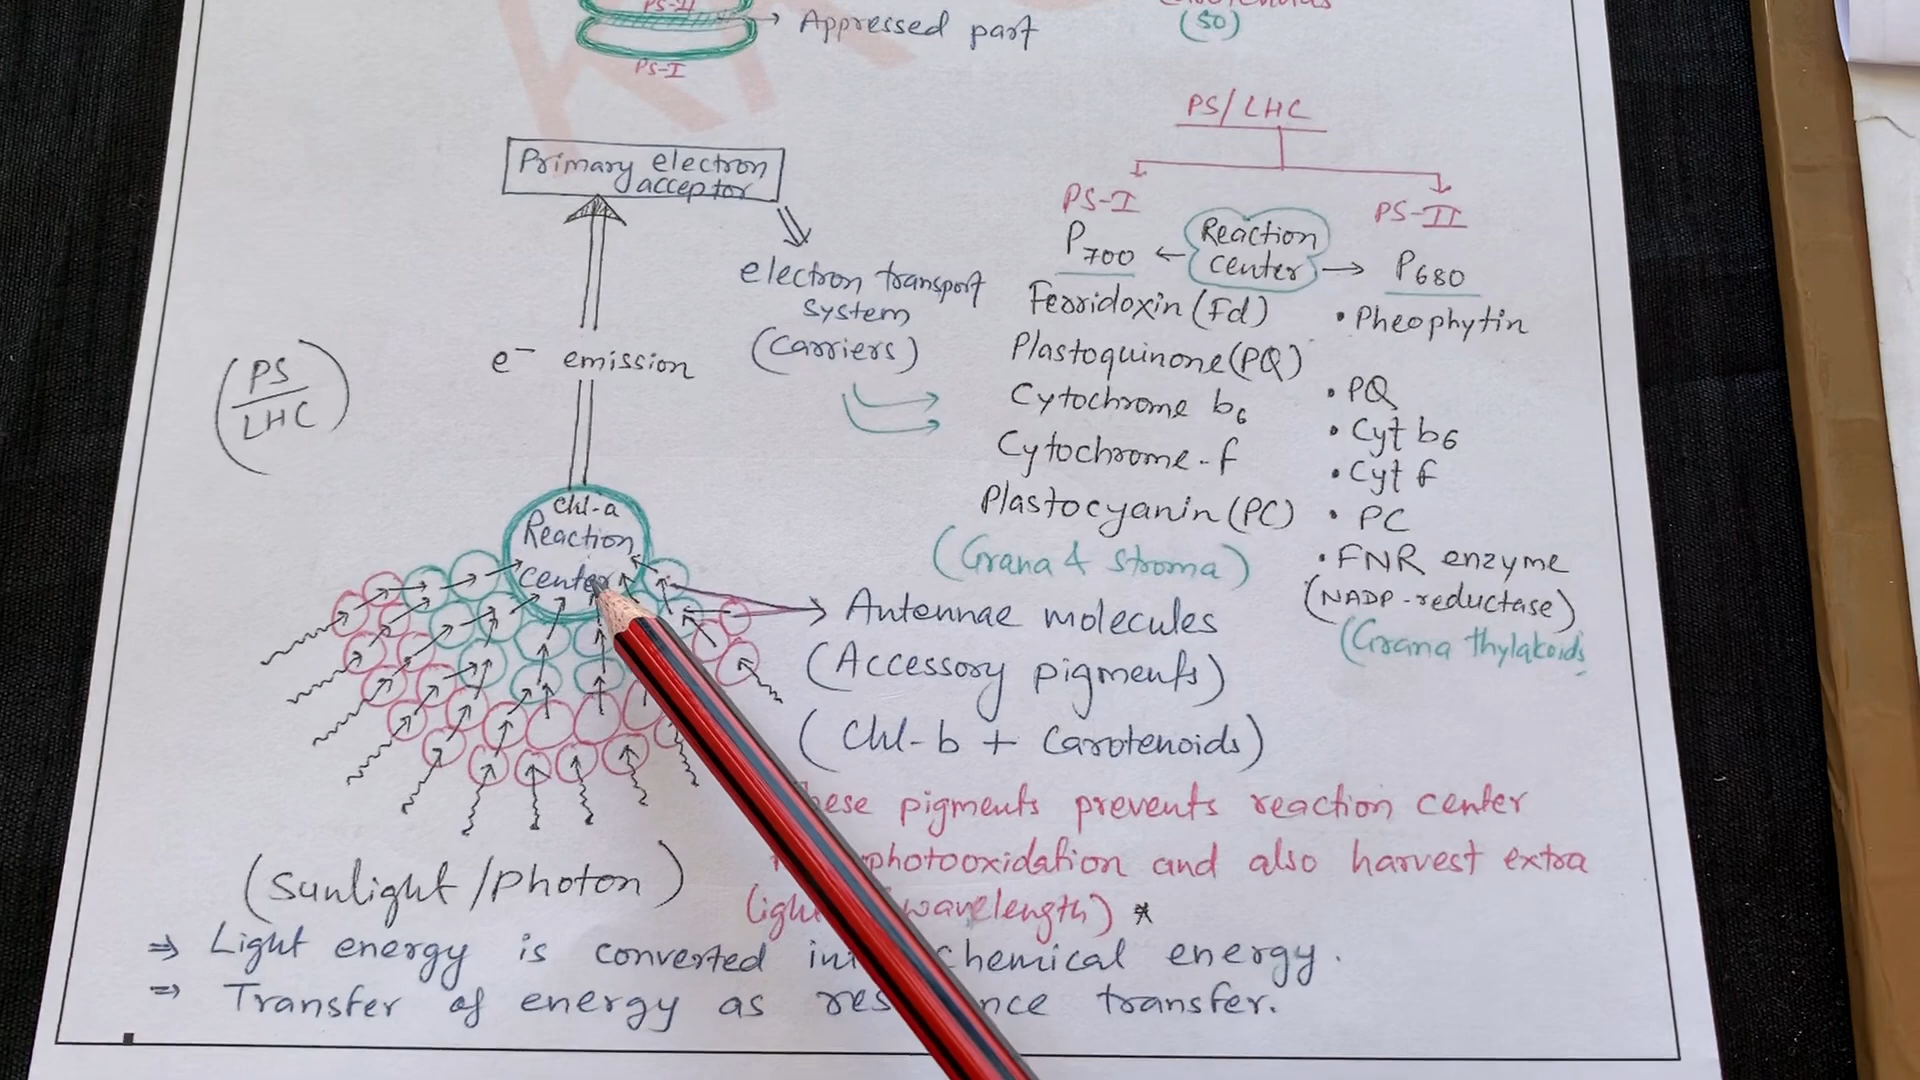 PS-II
Appressed part
(50)
PS-I
PS/LHC
Primary electron
acceptor
PS-I
PS-II
P700
Reaction
center
P680
electron transport
system
(carriers)
Ferridoxin (Fd)
• Pheophytin
Plastoquinone (PQ)
• PQ
e⁻ emission
PS
LHC
Cytochrome b6
• Cyt b6
Cytochrome-f
• Cyt f
Plastocyanin (PC)
• PC
Chl-a
Reaction
center
(Grana & Stroma)
• FNR enzyme
(NADP-reductase)
(Grana thylakoids
Antennae molecules
(Accessory pigments)
(Chl-b + Carotenoids)
pigments prevents reaction center
photooxidation and also harvest extra
wavelength) *
(Sunlight/Photon)
⇒ Light energy is converted chemical energy.
⇒ Transfer of energy as transfer.